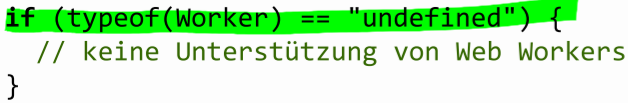 if (typeof(Worker) == "undefined") {
  // keine Unterstützung von Web Workers
}